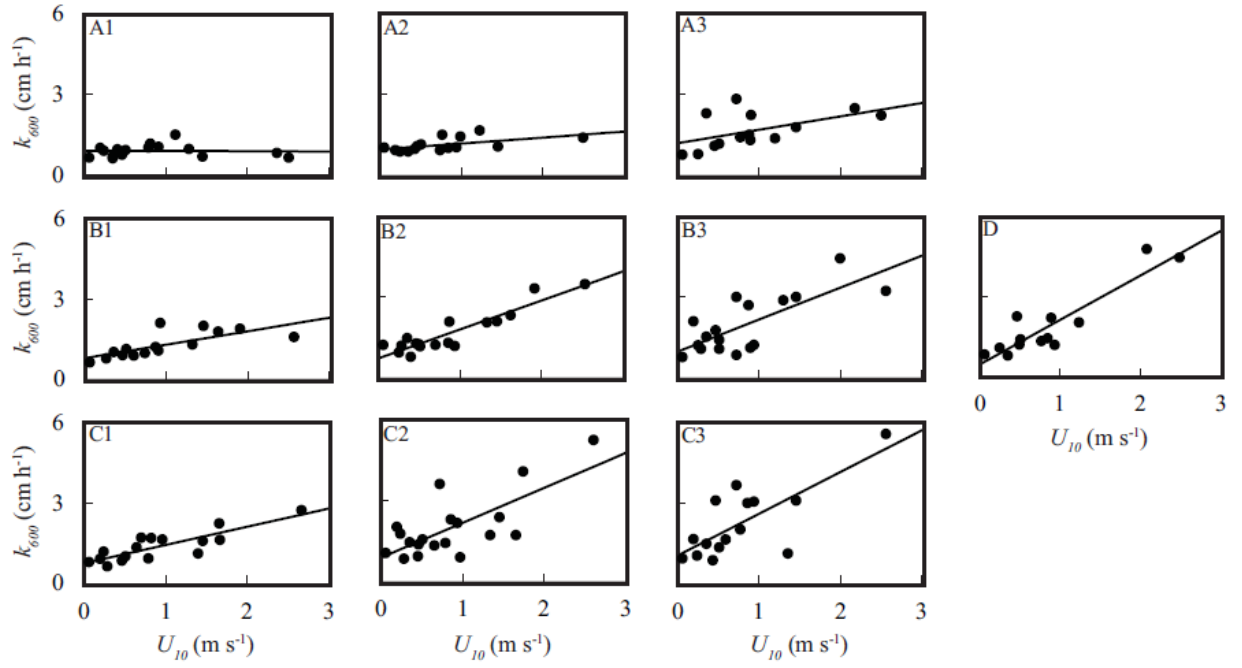 6
3
0
k600 (cm h-1)
A1
A2
A3
6
3
0
k600 (cm h-1)
B1
B2
B3
D
0 1 2 3
U10 (m s-1)
6
3
0
k600 (cm h-1)
C1
C2
C3
0 1 2 3
U10 (m s-1)
0 1 2 3
U10 (m s-1)
0 1 2 3
U10 (m s-1)